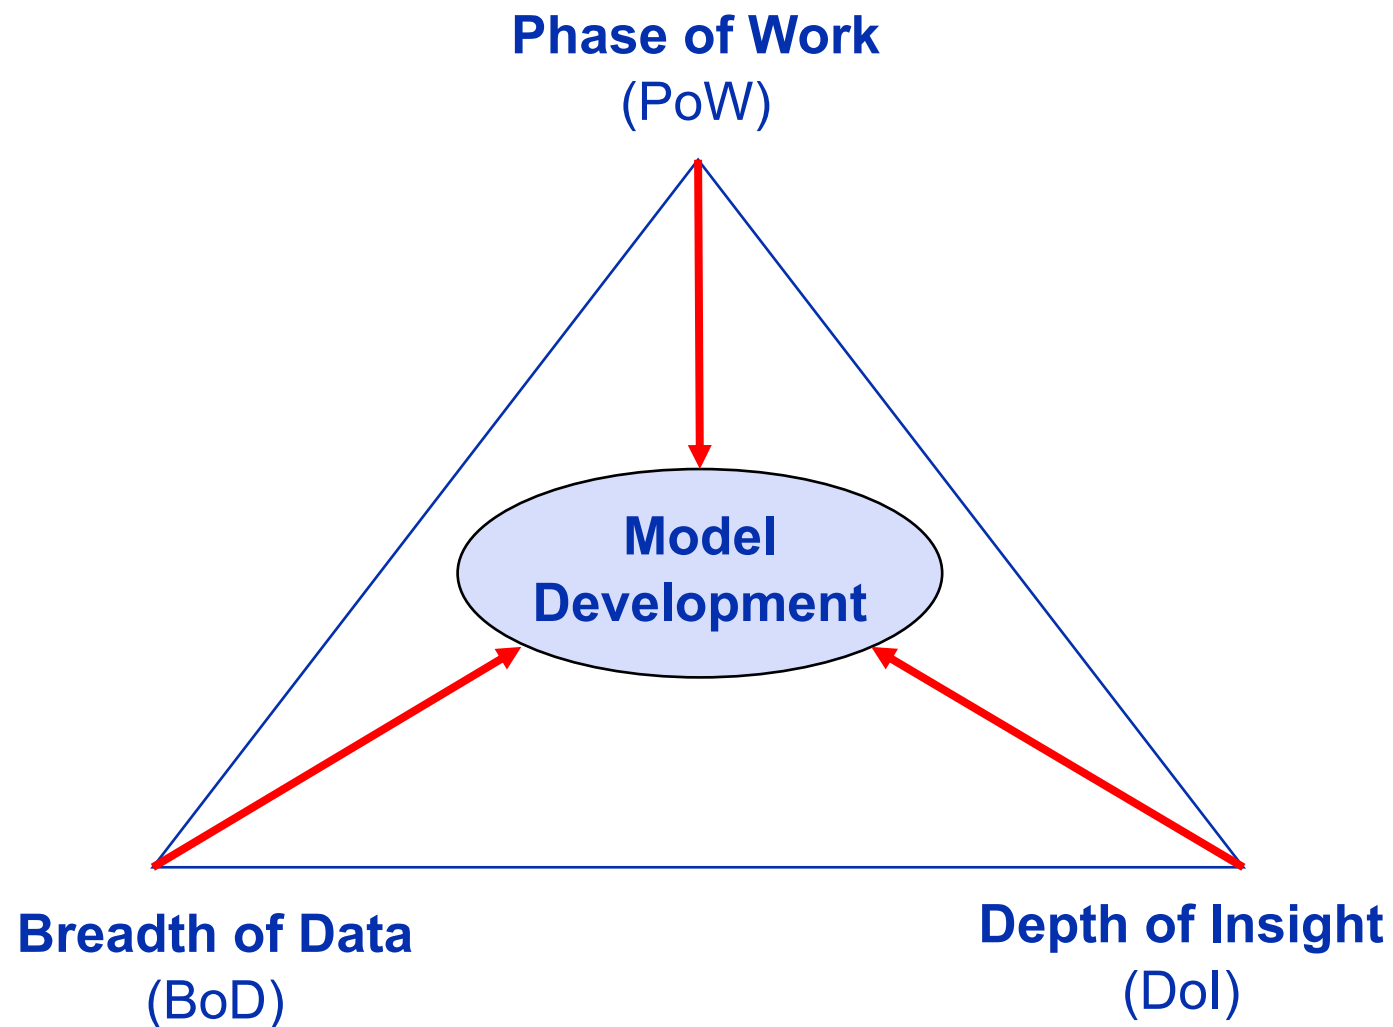 Phase of Work
(PoW)
Model
Development
Breadth of Data
(BoD)
Depth of Insight
(DoI)